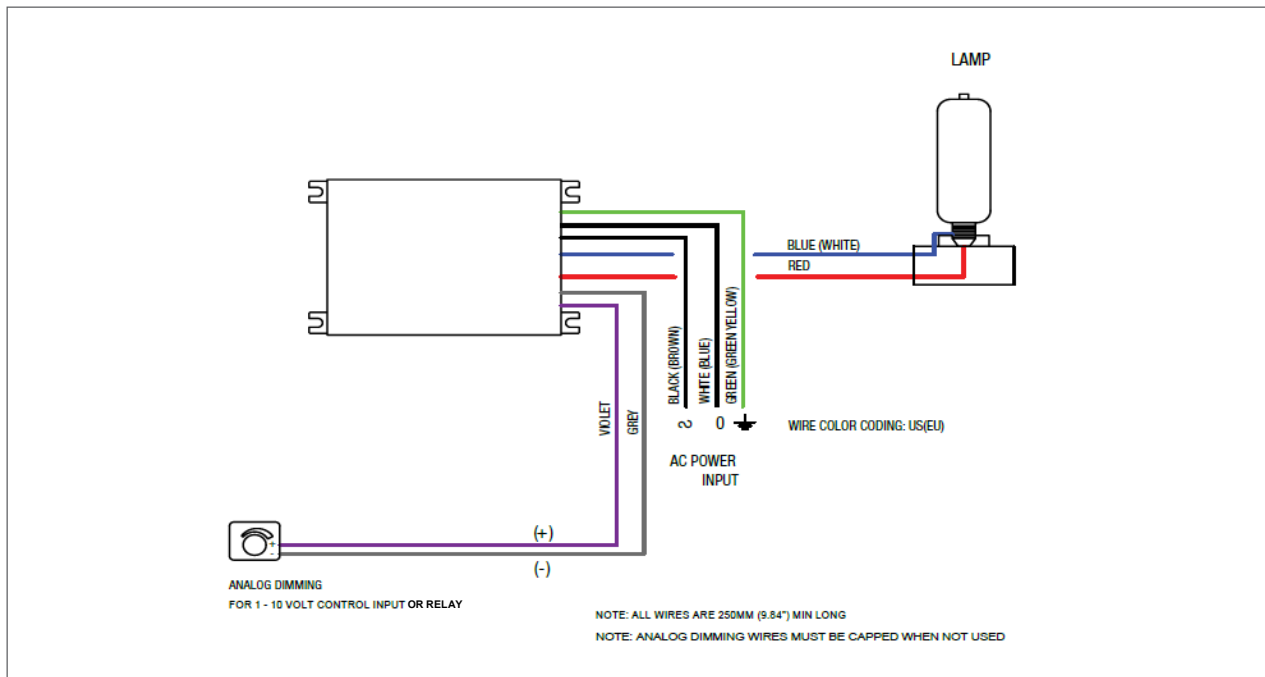 LAMP
BLUE (WHITE)
RED
BLACK (BROWN)
WHITE (BLUE)
GREEN (GREEN YELLOW)
VIOLET
GREY
0
WIRE COLOR CODING: US(EU)
AC POWER
INPUT
(+)
+
-
(-)
ANALOG DIMMING
FOR 1 - 10 VOLT CONTROL INPUT OR RELAY
NOTE: ALL WIRES ARE 250MM (9.84") MIN LONG
NOTE: ANALOG DIMMING WIRES MUST BE CAPPED WHEN NOT USED